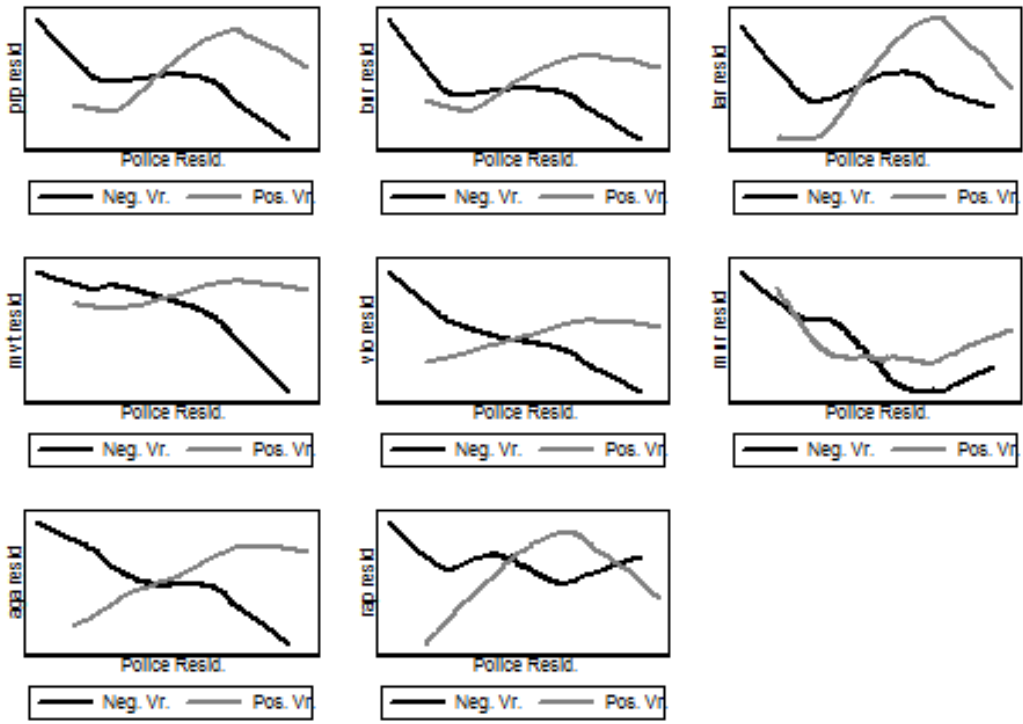 prp resid
Police Resid.
Neg. Vr. Pos. Vr.
bur resid
Police Resid.
Neg. Vr. Pos. Vr.
lar resid
Police Resid.
Neg. Vr. Pos. Vr.
mvt resid
Police Resid.
Neg. Vr. Pos. Vr.
vio resid
Police Resid.
Neg. Vr. Pos. Vr.
mur resid
Police Resid.
Neg. Vr. Pos. Vr.
aga resid
Police Resid.
Neg. Vr. Pos. Vr.
rap resid
Police Resid.
Neg. Vr. Pos. Vr.